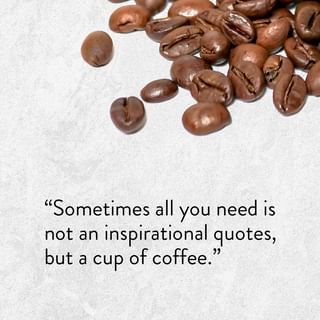 “Sometimes all you need is
not an inspirational quotes,
but a cup of coffee.”